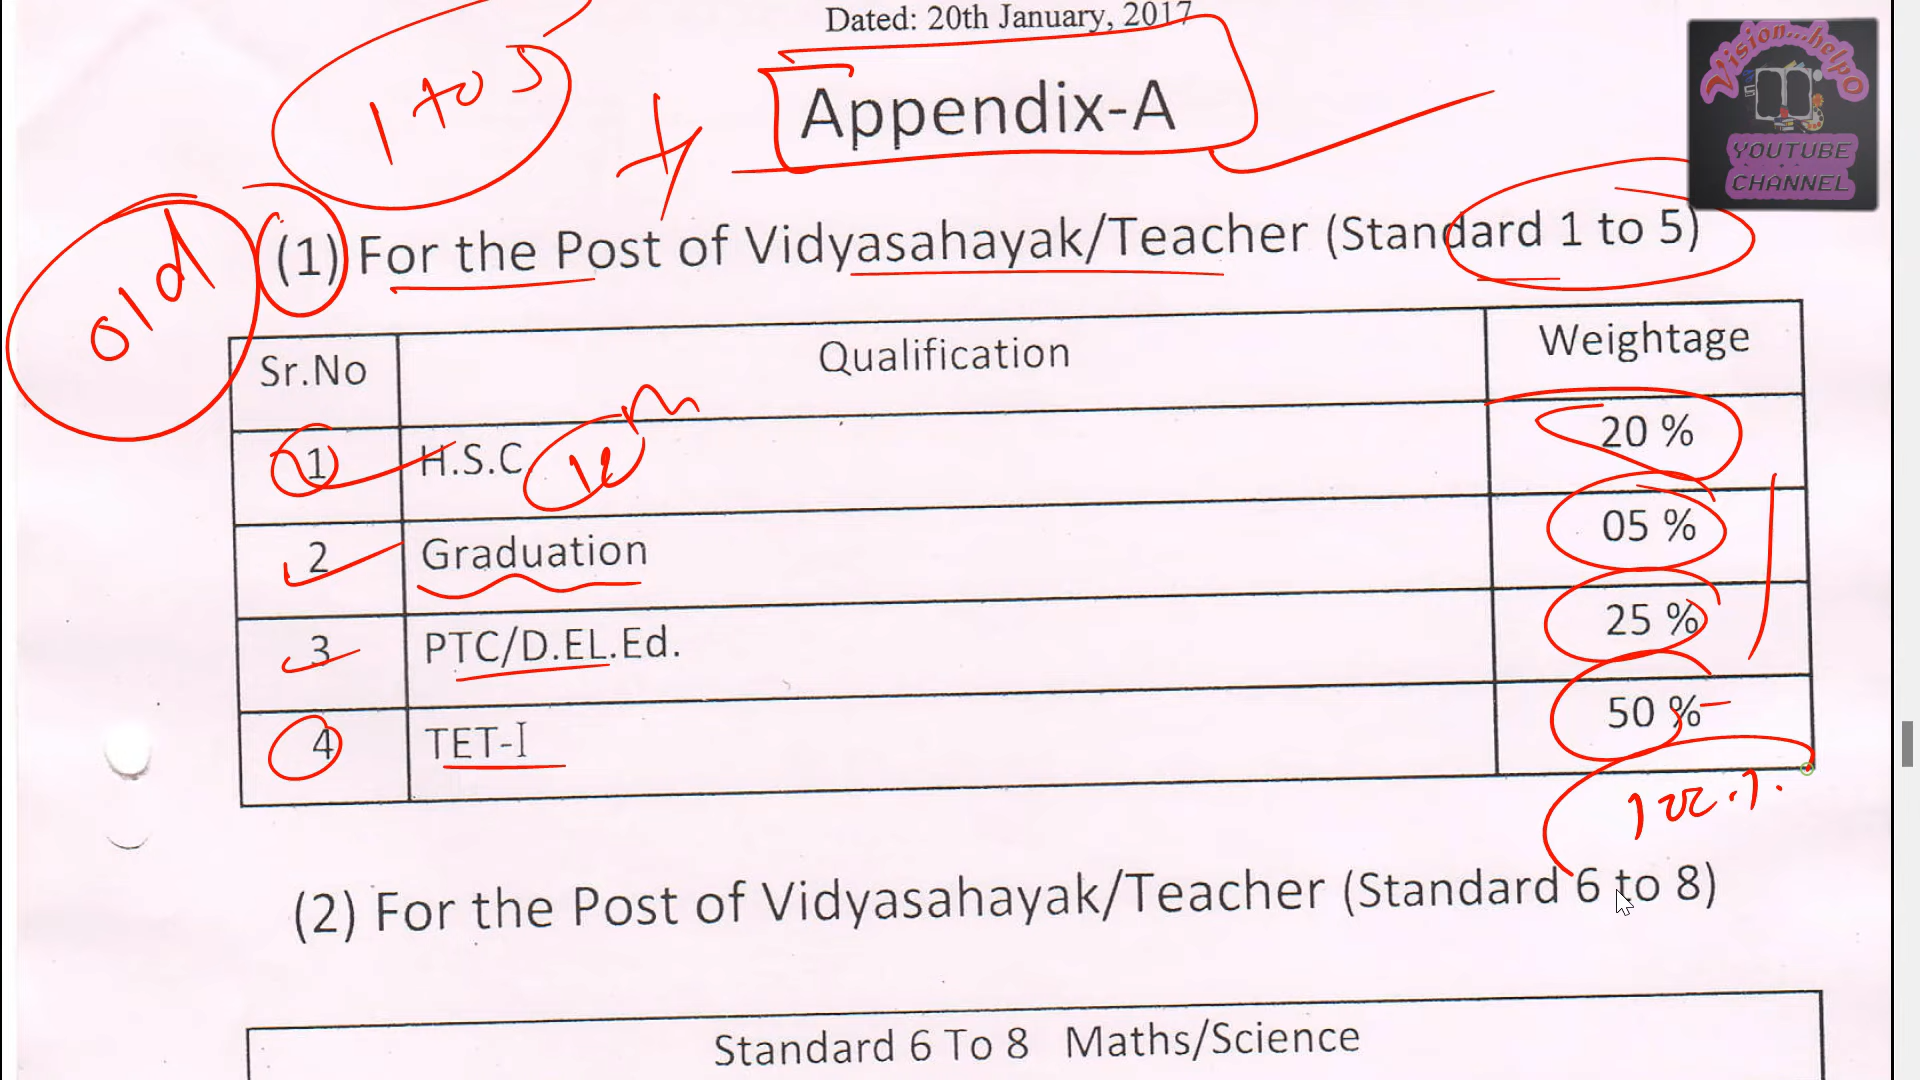 Dated: 20th January, 2017
1 to 5
Appendix-A
Vision...help
YOUTUBE
CHANNEL
old
(1) For the Post of Vidyasahayak/Teacher (Standard 1 to 5)
Sr.No Qualification Weightage
1 H.S.C 20 %
2 Graduation 05 %
3 PTC/D.EL.Ed. 25 %
4 TET-I 50 %
100%
(2) For the Post of Vidyasahayak/Teacher (Standard 6 to 8)
Standard 6 To 8 Maths/Science